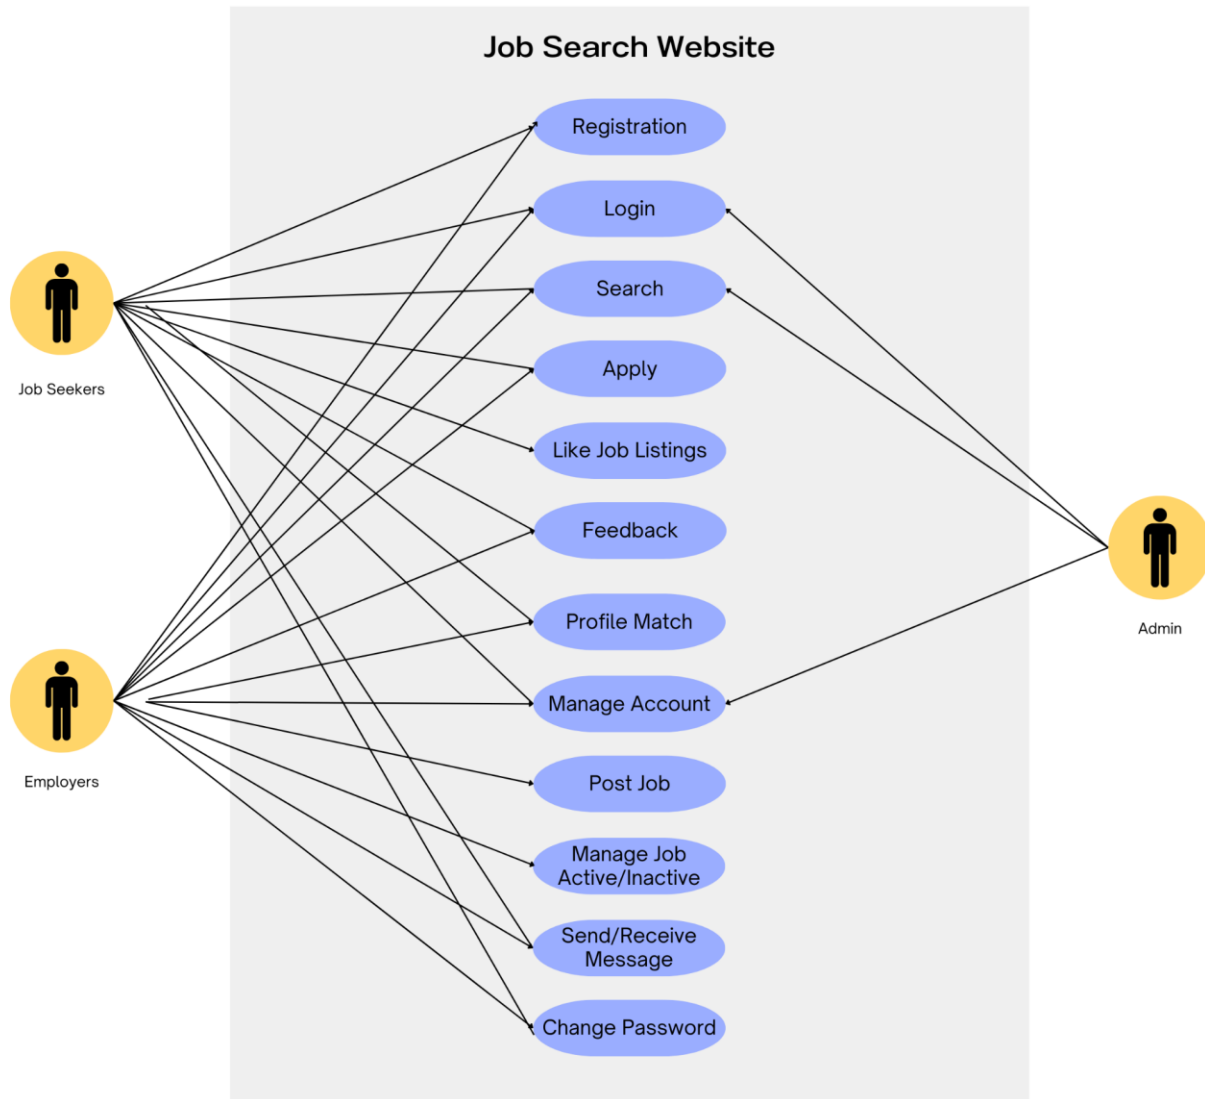 Job Search Website
Registration
Login
Search
Apply
Like Job Listings
Feedback
Profile Match
Manage Account
Post Job
Manage Job
Active/Inactive
Send/Receive
Message
Change Password
Job Seekers
Employers
Admin